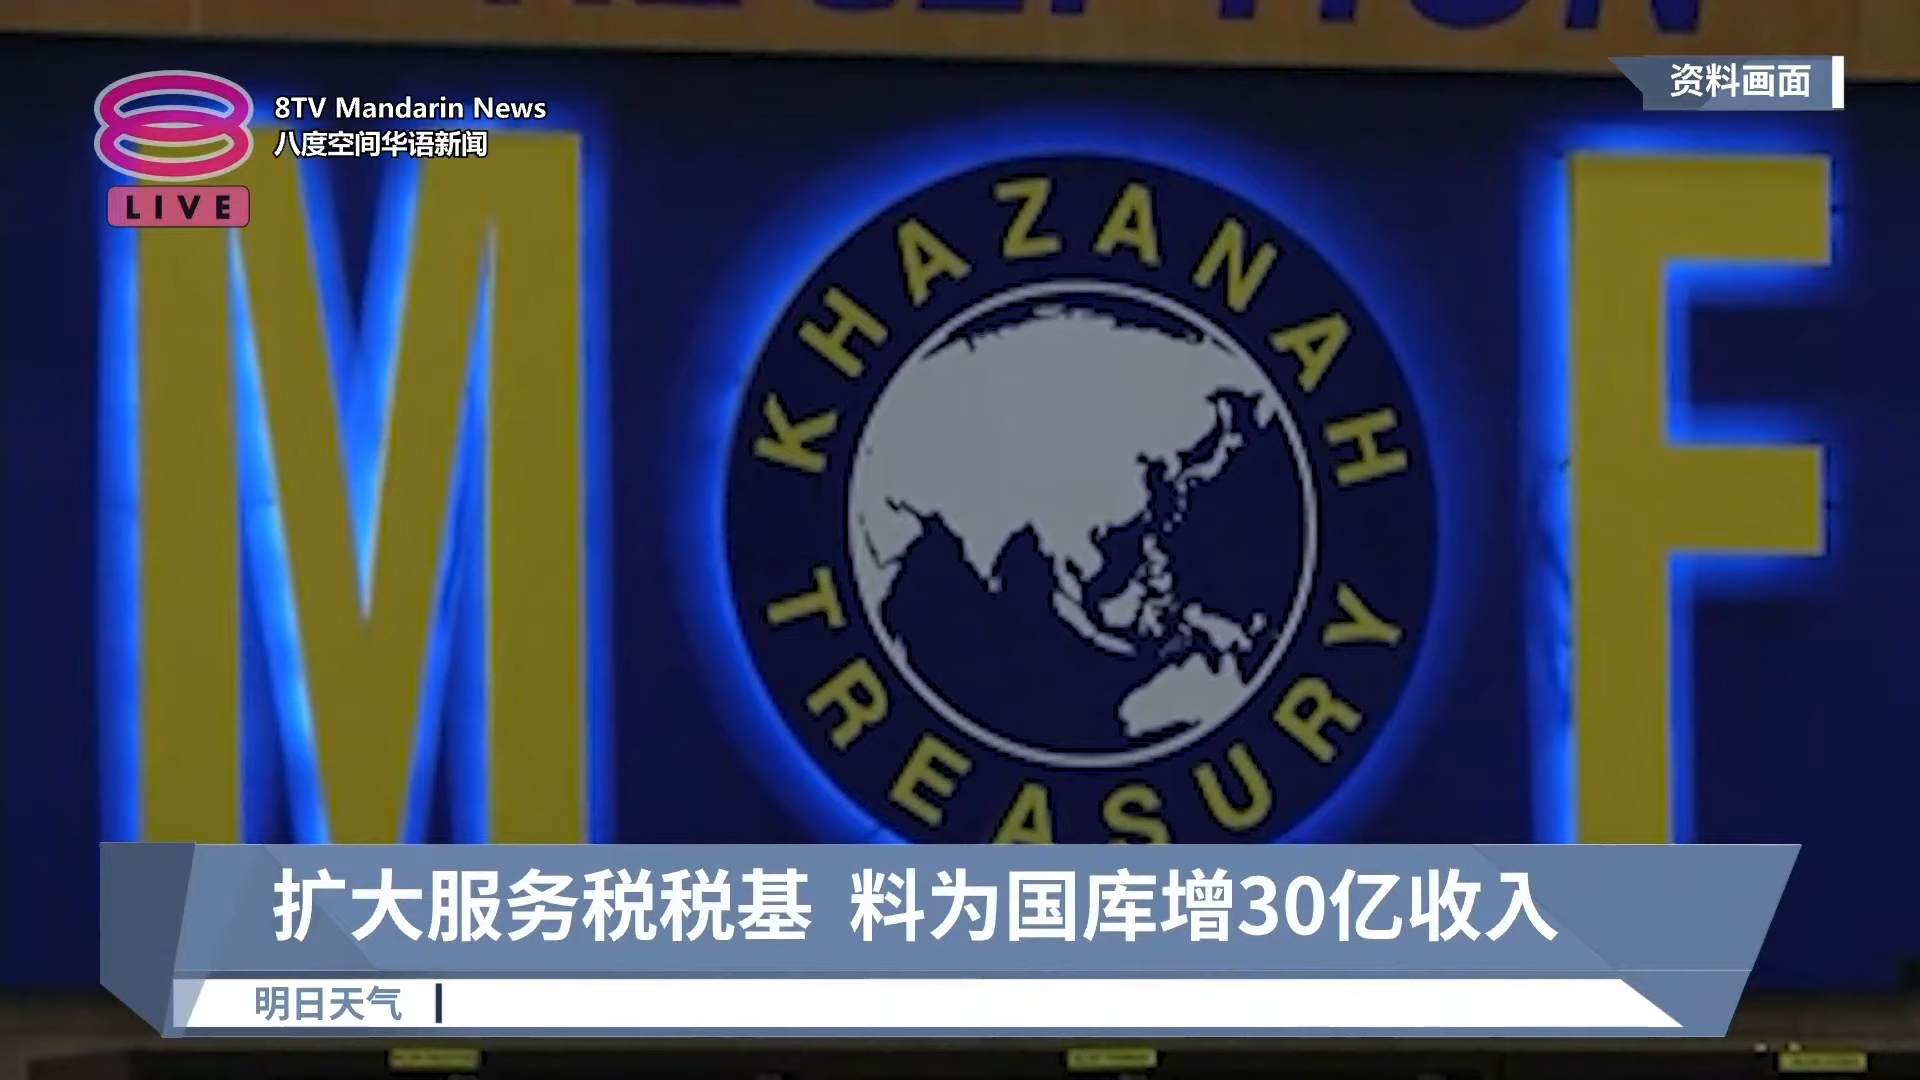 8TV Mandarin News
八度空间华语新闻
LIVE
资料画面
M F
KHAZANAH
TREASURY
扩大服务税税基 料为国库增30亿收入
明日天气